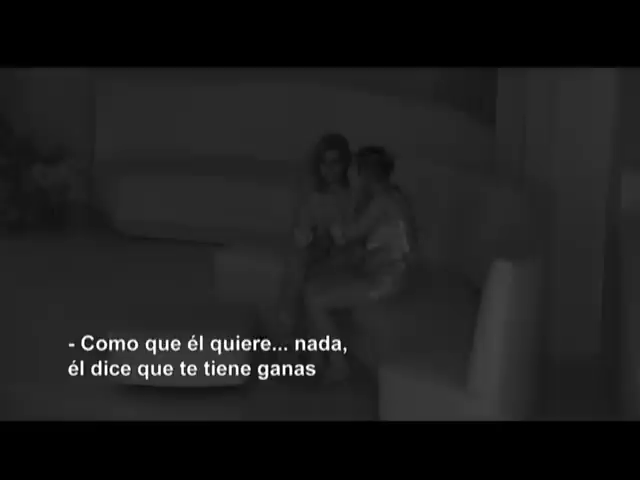 - Como que él quiere... nada,
él dice que te tiene ganas